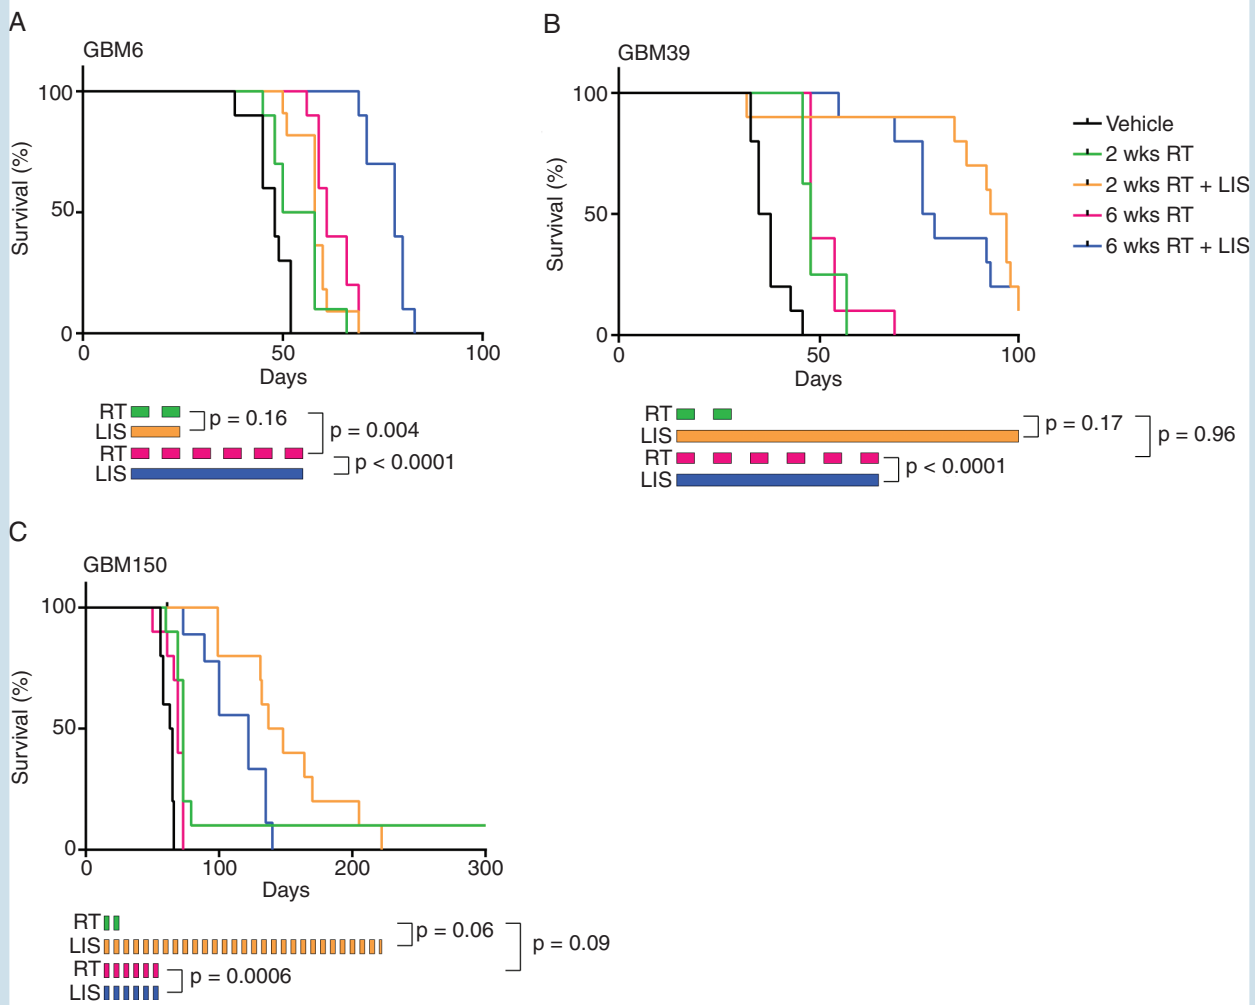 A
GBM6
100
50
0
Survival (%)
0
50
100
Days
RT
LIS
RT
LIS
p = 0.16
p = 0.004
p < 0.0001
B
GBM39
100
50
0
Survival (%)
0
50
100
Days
Vehicle
2 wks RT
2 wks RT + LIS
6 wks RT
6 wks RT + LIS
RT
LIS
RT
LIS
p = 0.17
p = 0.96
p < 0.0001
C
GBM150
100
50
0
Survival (%)
0
100
200
300
Days
RT
LIS
RT
LIS
p = 0.06
p = 0.09
p = 0.0006